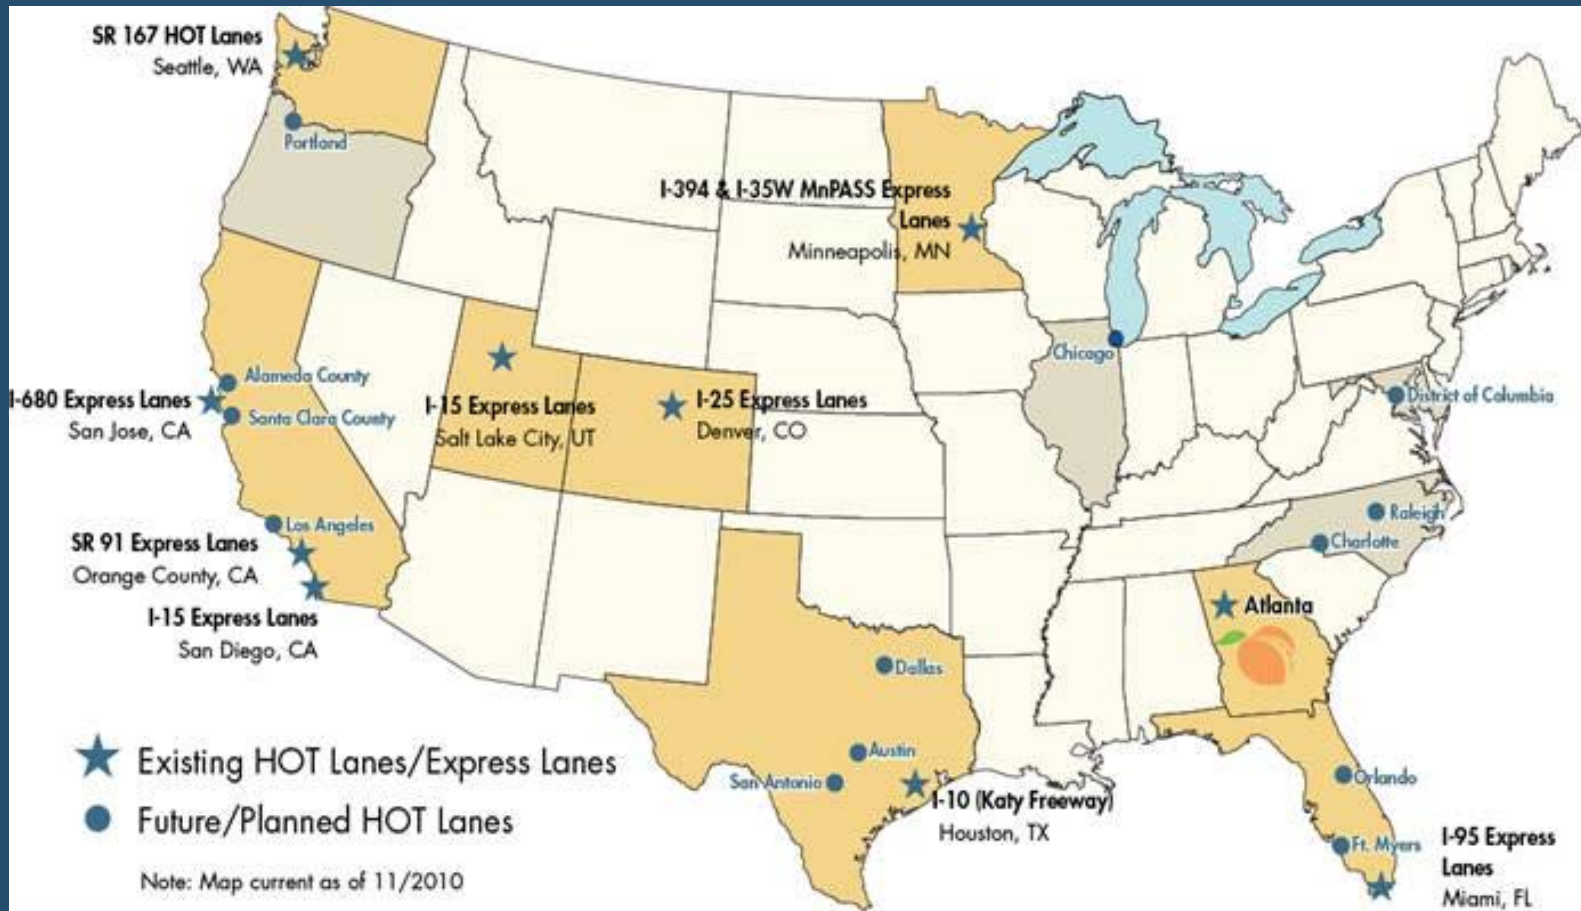 SR 167 HOT Lanes
Seattle, WA
Portland
I-394 & I-35W MnPASS Express
Lanes
Minneapolis, MN
Chicago
Alameda County
I-680 Express Lanes
San Jose, CA
Santa Clara County
I-15 Express Lanes
Salt Lake City, UT
I-25 Express Lanes
Denver, CO
District of Columbia
Los Angeles
SR 91 Express Lanes
Orange County, CA
I-15 Express Lanes
San Diego, CA
Raleigh
Charlotte
Atlanta
Dallas
Austin
San Antonio
I-10 (Katy Freeway)
Houston, TX
Orlando
Ft. Myers
I-95 Express
Lanes
Miami, FL
Existing HOT Lanes/Express Lanes
Future/Planned HOT Lanes
Note: Map current as of 11/2010